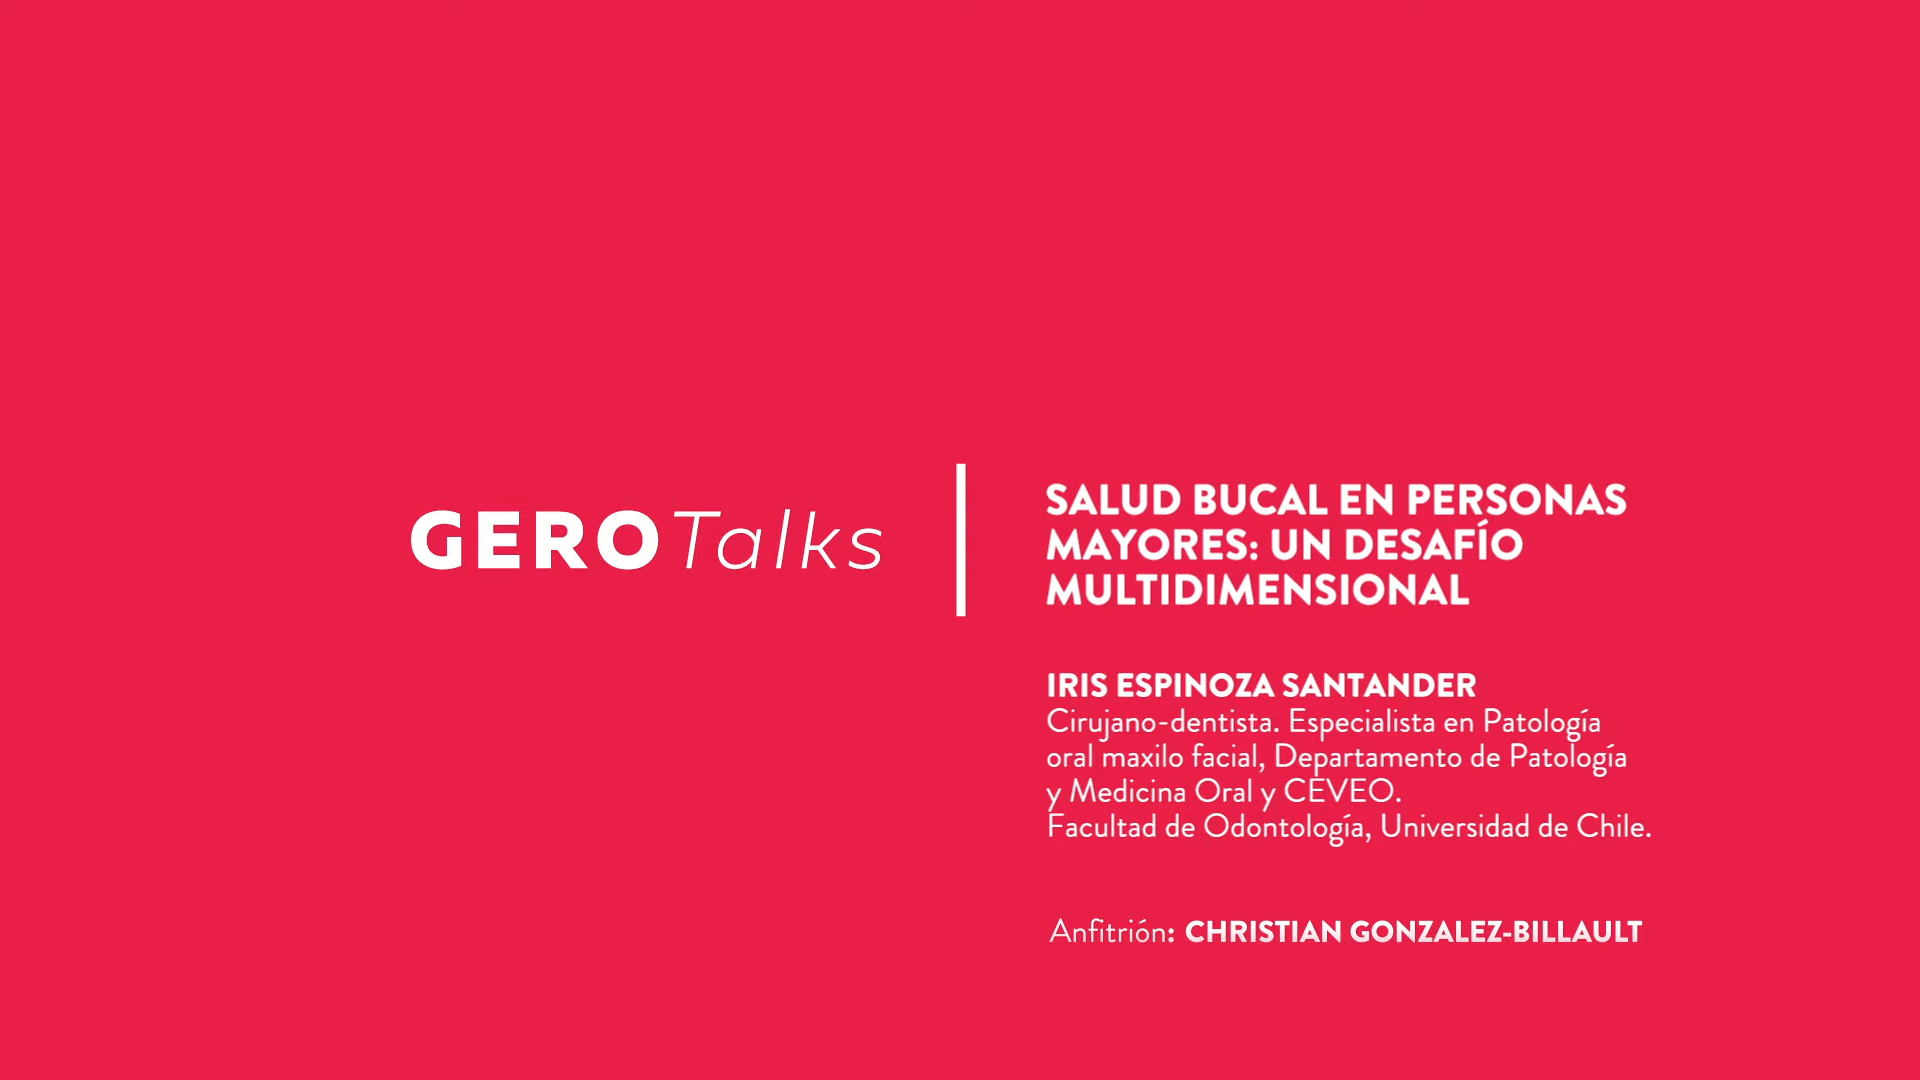 GEROTalks
SALUD BUCAL EN PERSONAS
MAYORES: UN DESAFÍO
MULTIDIMENSIONAL
IRIS ESPINOZA SANTANDER
Cirujano-dentista. Especialista en Patología
oral maxilo facial, Departamento de Patología
y Medicina Oral y CEVEO.
Facultad de Odontología, Universidad de Chile.
Anfitrión: CHRISTIAN GONZALEZ-BILLAULT